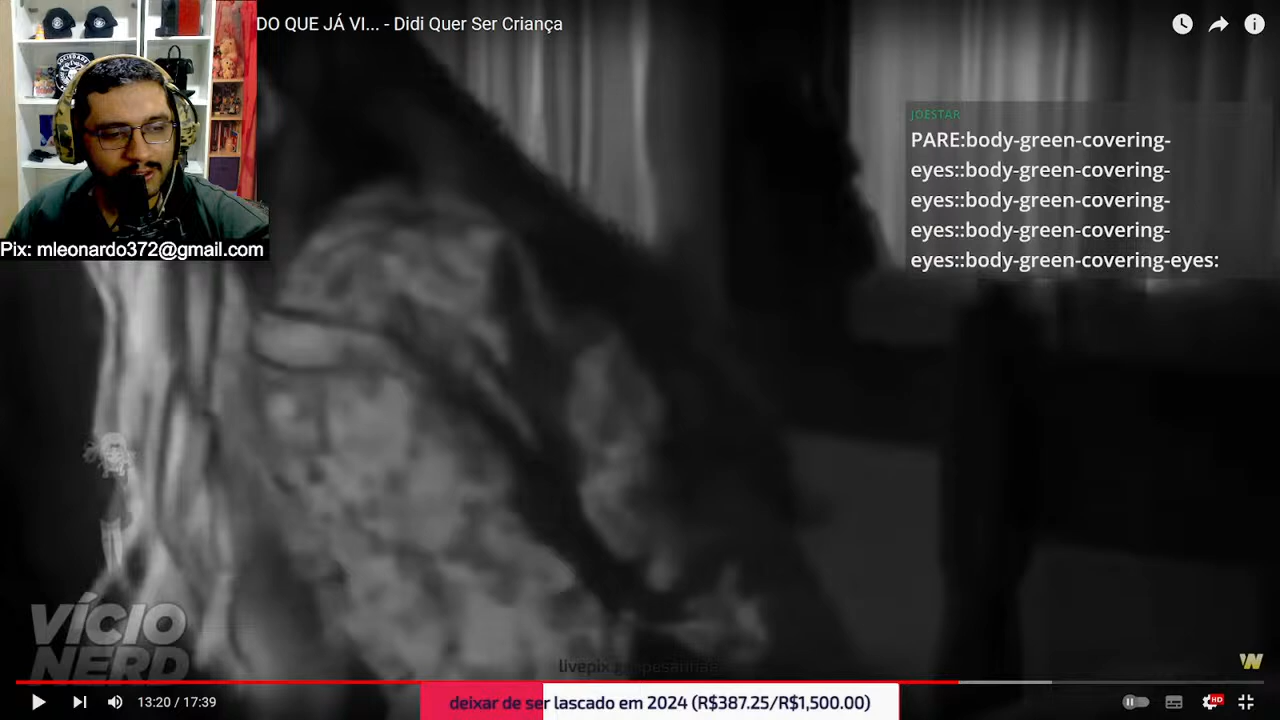 DO QUE JÁ VI... - Didi Quer Ser Criança
JOESTAR
PARE:body-green-covering-
eyes::body-green-covering-
eyes::body-green-covering-
eyes::body-green-covering-
eyes::body-green-covering-eyes:
Pix: mleonardo372@gmail.com
VÍCIO
NERD
W
deixar de ser lascado em 2024 (R$387.25/R$1,500.00)
13:20 / 17:39
HD